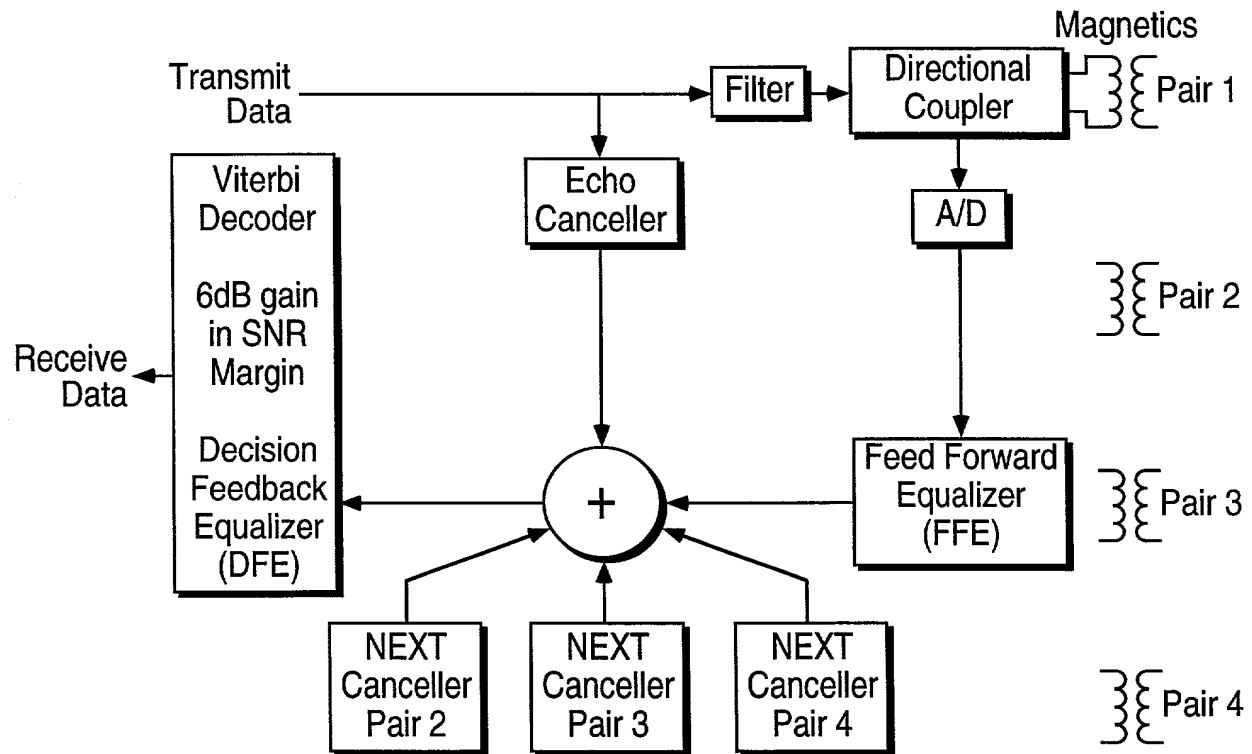 Magnetics
Transmit
Data
Filter
Directional
Coupler
Pair 1
Viterbi
Decoder
6dB gain
in SNR
Margin
Decision
Feedback
Equalizer
(DFE)
Echo
Canceller
A/D
Pair 2
Receive
Data
+
Feed Forward
Equalizer
(FFE)
Pair 3
NEXT
Canceller
Pair 2
NEXT
Canceller
Pair 3
NEXT
Canceller
Pair 4
Pair 4